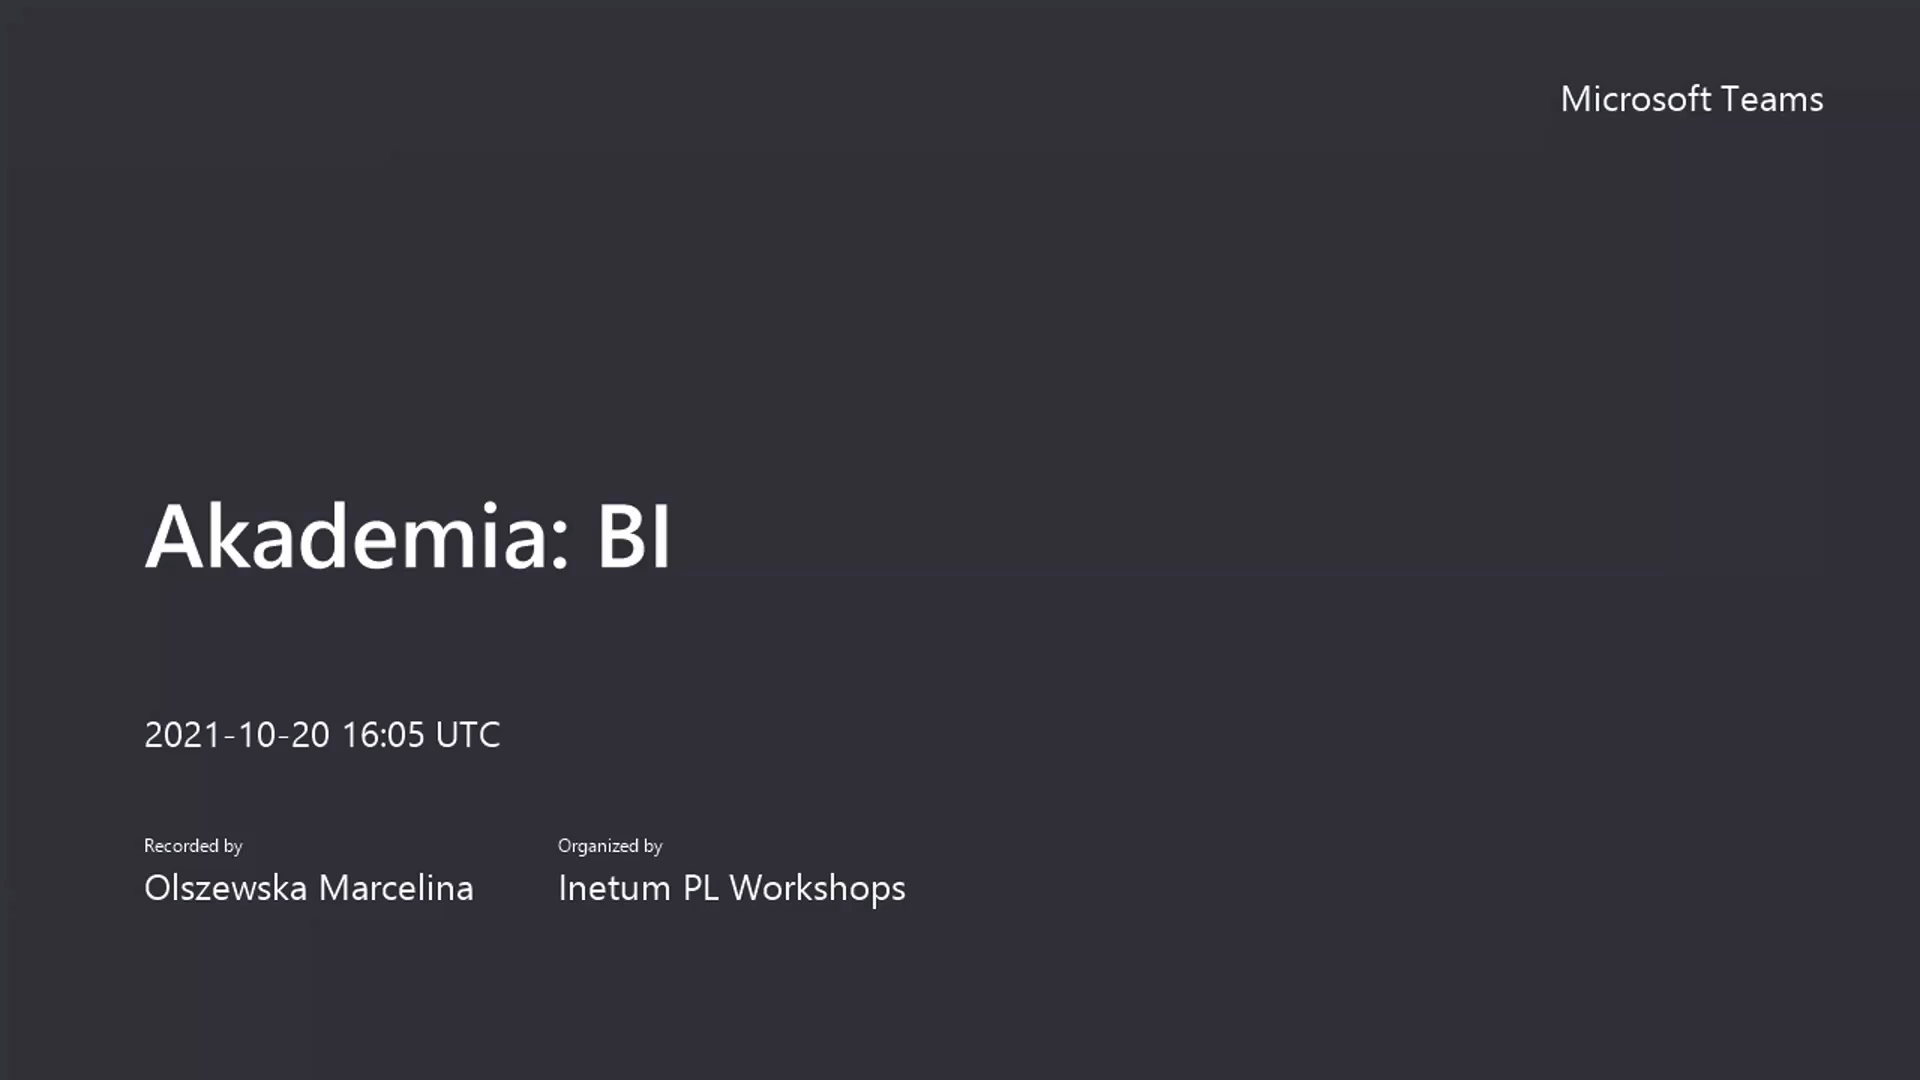 Microsoft Teams
Akademia: BI
2021-10-20 16:05 UTC
Recorded by
Olszewska Marcelina
Organized by
Inetum PL Workshops